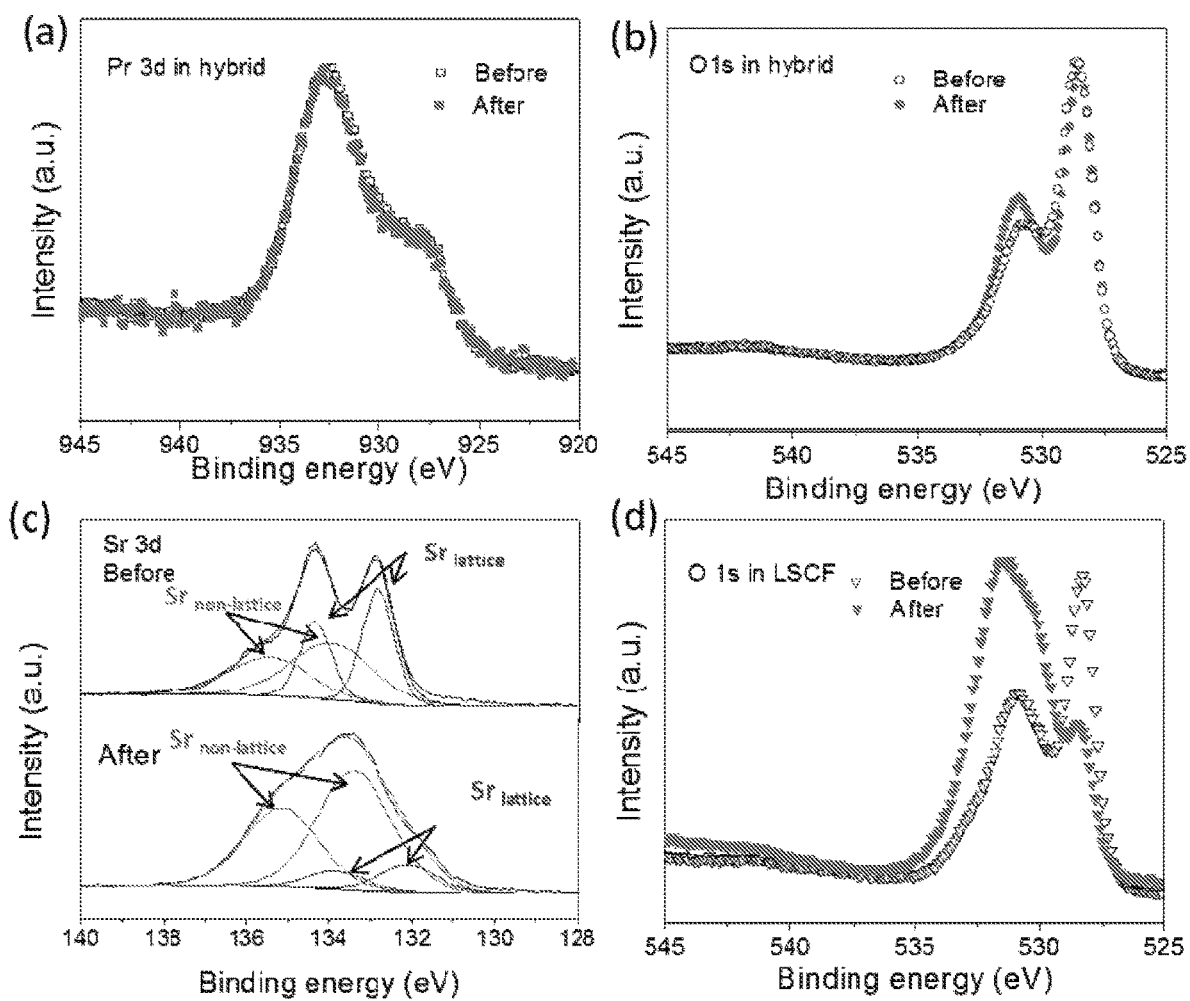 (a)
Pr 3d in hybrid
Before
After
Intensity (a.u.)
945 940 935 930 925 920
Binding energy (eV)
(b)
O1s in hybrid
Before
After
Intensity (a.u.)
545 540 535 530 525
Binding energy (eV)
(c)
Sr 3d
Before
Sr non-lattice
Sr lattice
After
Sr non-lattice
Sr lattice
Intensity (a.u.)
140 138 136 134 132 130 128
Binding energy (eV)
(d)
O 1s in LSCF
Before
After
Intensity (a.u.)
545 540 535 530 525
Binding energy (eV)